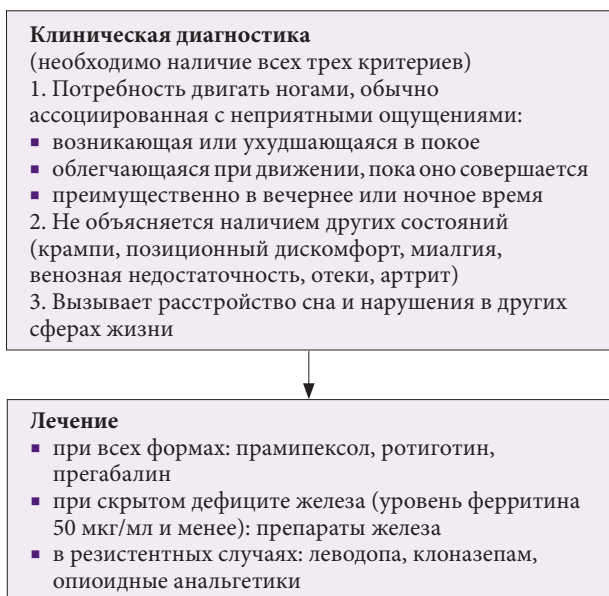 Клиническая диагностика
(необходимо наличие всех трех критериев)
1. Потребность двигать ногами, обычно
ассоциированная с неприятными ощущениями:
▪ возникающая или ухудшающаяся в покое
▪ облегчающаяся при движении, пока оно совершается
▪ преимущественно в вечернее или ночное время
2. Не объясняется наличием других состояний
(крампи, позиционный дискомфорт, миалгия,
венозная недостаточность, отеки, артрит)
3. Вызывает расстройство сна и нарушения в других
сферах жизни
Лечение
▪ при всех формах: прамипексол, ротиготин,
прегабалин
▪ при скрытом дефиците железа (уровень ферритина
50 мкг/мл и менее): препараты железа
▪ в резистентных случаях: леводопа, клоназепам,
опиоидные анальгетики